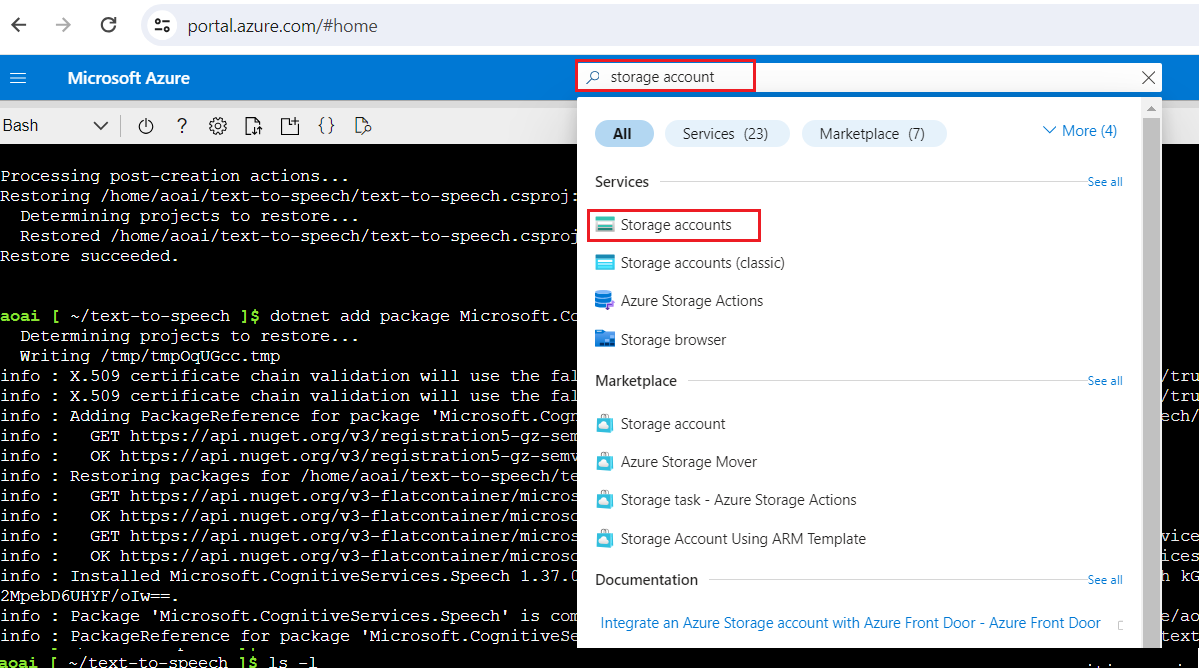 portal.azure.com/#home
Microsoft Azure
storage account
Bash
?
{}
All
Services (23)
Marketplace (7)
More (4)
Services
See all
Storage accounts
Storage accounts (classic)
Azure Storage Actions
Storage browser
Marketplace
See all
Storage account
Azure Storage Mover
Storage task - Azure Storage Actions
Storage Account Using ARM Template
Documentation
See all
Integrate an Azure Storage account with Azure Front Door - Azure Front Door
Processing post-creation actions...
Restoring /home/aoai/text-to-speech/text-to-speech.csproj:
Determining projects to restore...
Restored /home/aoai/text-to-speech/text-to-speech.csproj
Restore succeeded.
aoai [ ~/text-to-speech ]$ dotnet add package Microsoft.Co
Determining projects to restore...
Writing /tmp/tmpOqUGcc.tmp
info : X.509 certificate chain validation will use the fal /tru
info : X.509 certificate chain validation will use the fal /tru
info : Adding PackageReference for package 'Microsoft.Cogn ech/
info : GET https://api.nuget.org/v3/registration5-gz-sem
info : OK https://api.nuget.org/v3/registration5-gz-semv
info : Restoring packages for /home/aoai/text-to-speech/te
info : GET https://api.nuget.org/v3-flatcontainer/micros
info : OK https://api.nuget.org/v3-flatcontainer/microso
info : GET https://api.nuget.org/v3-flatcontainer/micros vice
info : OK https://api.nuget.org/v3-flatcontainer/microso ices
info : Installed Microsoft.CognitiveServices.Speech 1.37.0 h kG
2MpebD6UHYF/oIw==.
info : Package 'Microsoft.CognitiveServices.Speech' is com e/ao
info : PackageReference for package 'Microsoft.CognitiveSe text
aoai [ ~/text-to-speech ]$ ls -l